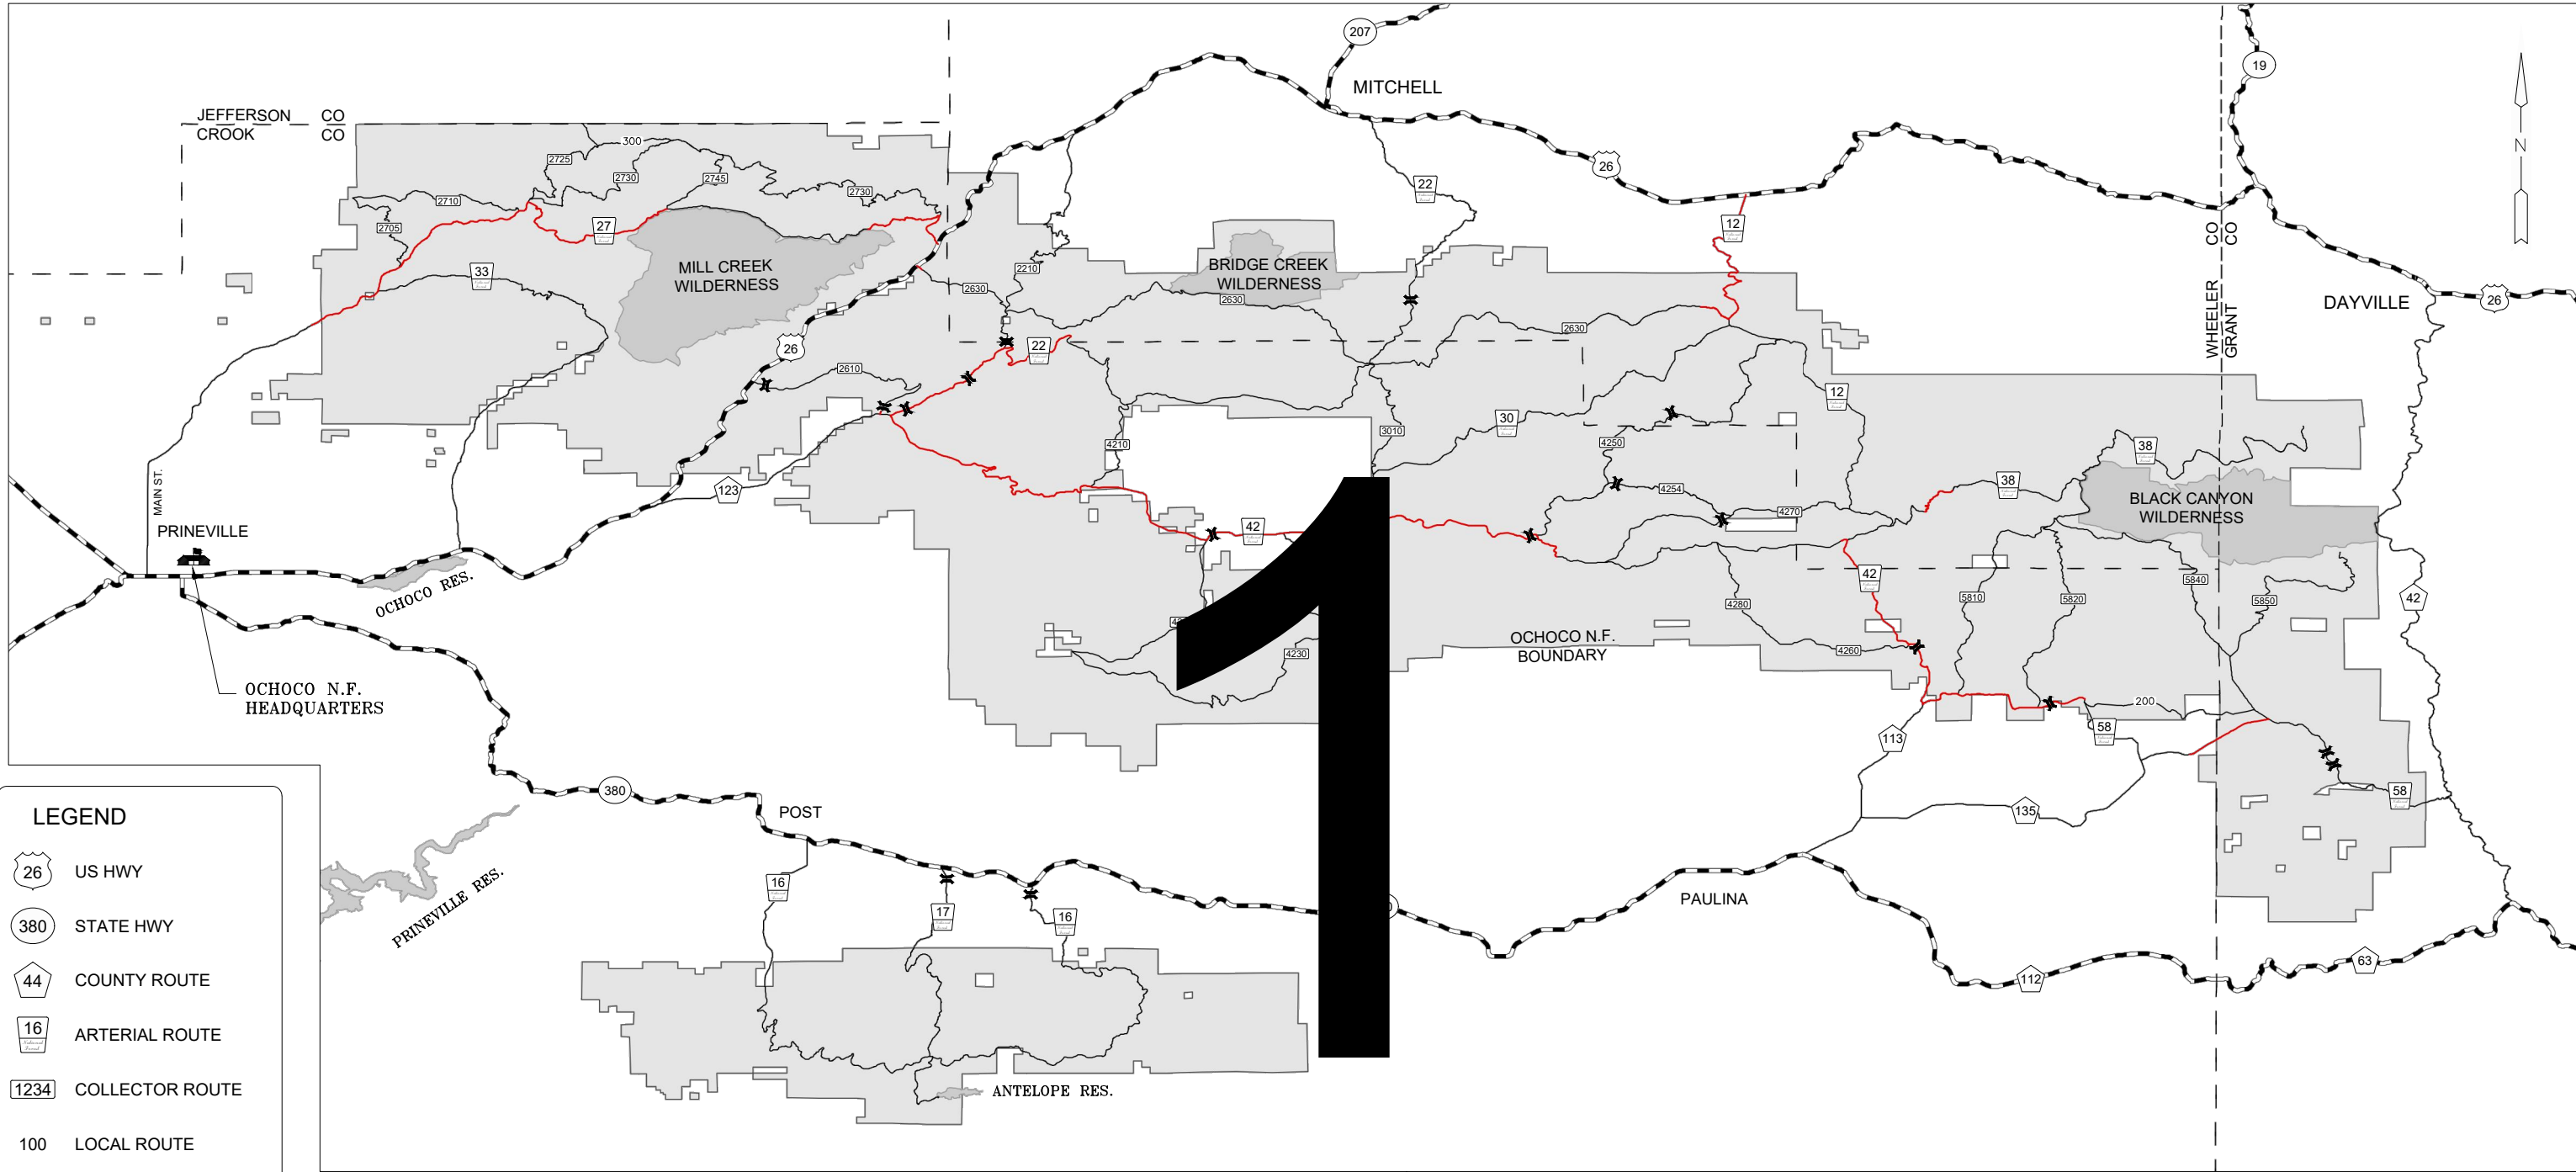 207
19
MITCHELL
JEFFERSON CO
CROOK CO
300
2725
26
2730
2745
2730
22
N
2710
27
12
2705
WHEELER CO
GRANT CO
33
MILL CREEK
WILDERNESS
BRIDGE CREEK
WILDERNESS
2210
2630
2630
DAYVILLE
26
2630
26
22
2610
12
30
3010
4250
4210
38
MAIN ST.
123
4254
38
BLACK CANYON
WILDERNESS
4270
PRINEVILLE
42
OCHOCO RES.
42
5840
4280
5810
5820
5850
42
1
OCHOCO N.F.
BOUNDARY
4230
4260
OCHOCO N.F.
HEADQUARTERS
200
58
113
380
POST
58
135
LEGEND
26 US HWY
380 STATE HWY
44 COUNTY ROUTE
16 ARTERIAL ROUTE
1234 COLLECTOR ROUTE
100 LOCAL ROUTE
PRINEVILLE RES.
16
17
16
PAULINA
112
63
ANTELOPE RES.